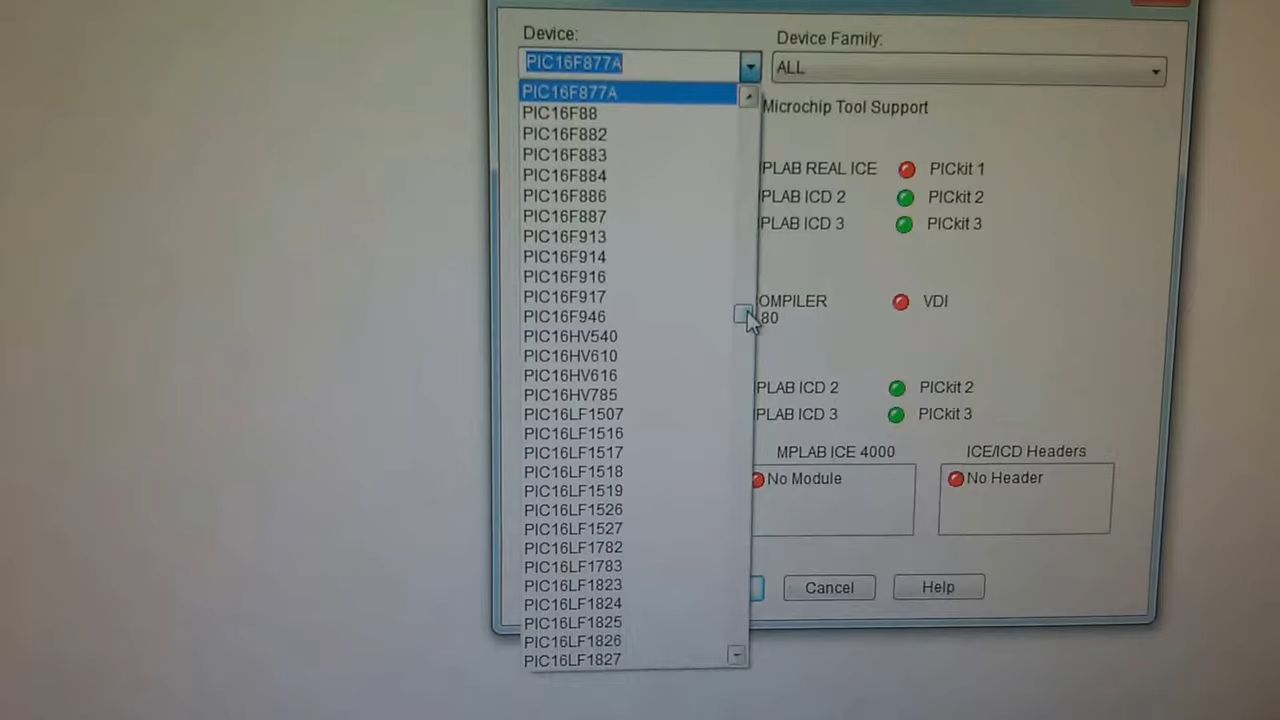 Device:
Device Family:
PIC16F877A
ALL
PIC16F877A
PIC16F88
PIC16F882
PIC16F883
PIC16F884
PIC16F886
PIC16F887
PIC16F913
PIC16F914
PIC16F916
PIC16F917
PIC16F946
PIC16HV540
PIC16HV610
PIC16HV616
PIC16HV785
PIC16LF1507
PIC16LF1516
PIC16LF1517
PIC16LF1518
PIC16LF1519
PIC16LF1526
PIC16LF1527
PIC16LF1782
PIC16LF1783
PIC16LF1823
PIC16LF1824
PIC16LF1825
PIC16LF1826
PIC16LF1827
Microchip Tool Support
PLAB REAL ICE
PICkit 1
PLAB ICD 2
PICkit 2
PLAB ICD 3
PICkit 3
OMPILER
VDI
80
PLAB ICD 2
PICkit 2
PLAB ICD 3
PICkit 3
MPLAB ICE 4000
ICE/ICD Headers
No Module
No Header
Cancel
Help